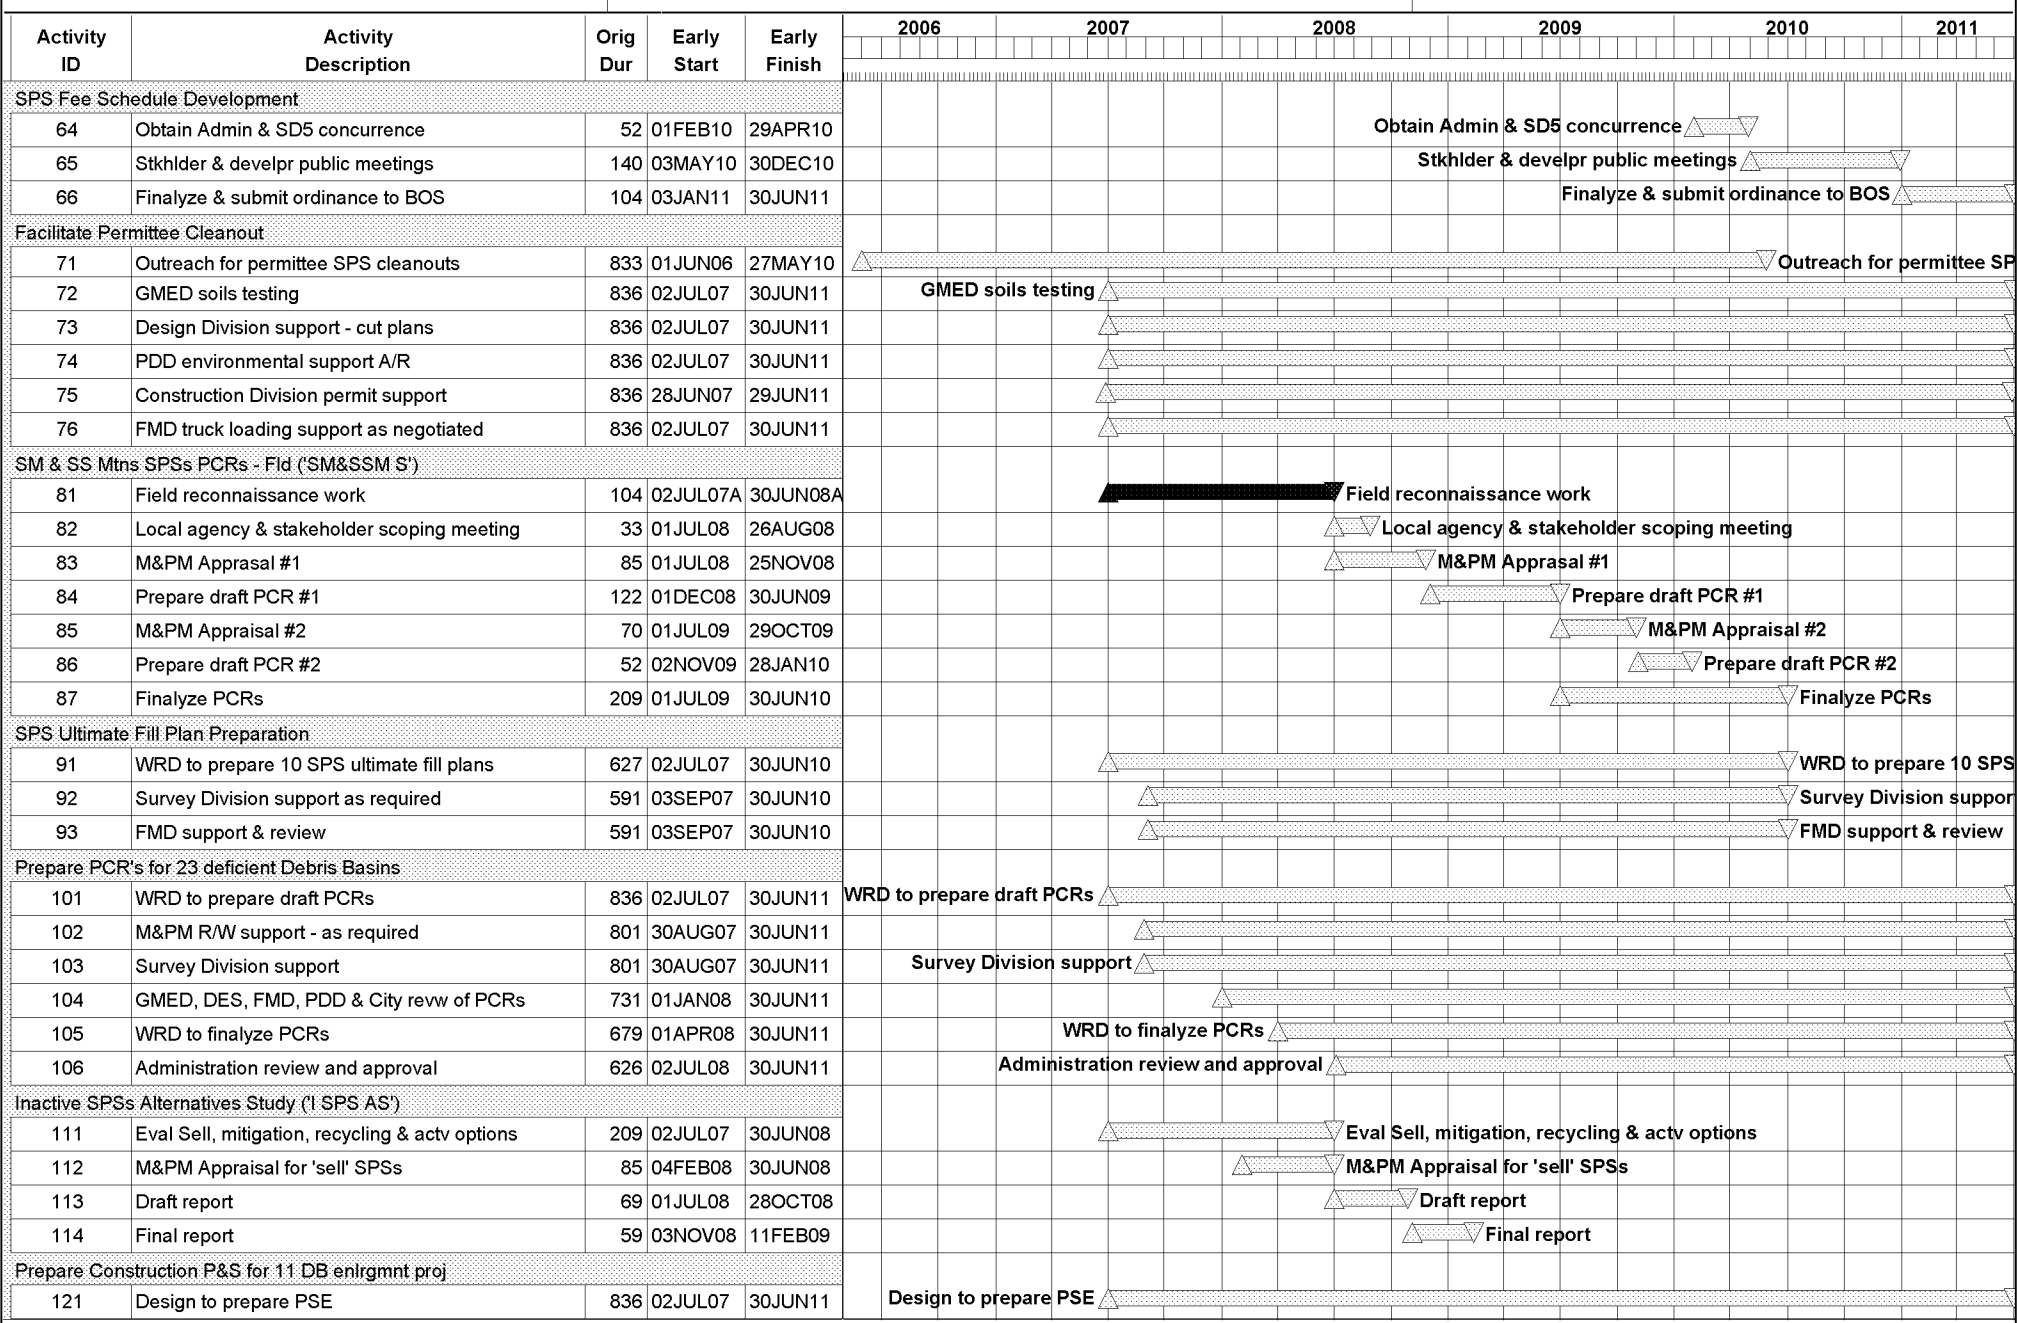 2006 2007 2008 2009 2010 2011
Activity Activity Orig Early Early
ID Description Dur Start Finish
SPS Fee Schedule Development
64 Obtain Admin & SD5 concurrence 52 01FEB10 29APR10 Obtain Admin & SD5 concurrence
65 Stkhlder & develpr public meetings 140 03MAY10 30DEC10 Stkhlder & develpr public meetings
66 Finalyze & submit ordinance to BOS 104 03JAN11 30JUN11 Finalyze & submit ordinance to BOS
Facilitate Permittee Cleanout
71 Outreach for permittee SPS cleanouts 833 01JUN06 27MAY10 Outreach for permittee SP
72 GMED soils testing 836 02JUL07 30JUN11 GMED soils testing
73 Design Division support - cut plans 836 02JUL07 30JUN11
74 PDD environmental support A/R 836 02JUL07 30JUN11
75 Construction Division permit support 836 28JUN07 29JUN11
76 FMD truck loading support as negotiated 836 02JUL07 30JUN11
SM & SS Mtns SPSs PCRs - Fld ('SM&SSM S')
81 Field reconnaissance work 104 02JUL07A 30JUN08A Field reconnaissance work
82 Local agency & stakeholder scoping meeting 33 01JUL08 26AUG08 Local agency & stakeholder scoping meeting
83 M&PM Apprasal #1 85 01JUL08 25NOV08 M&PM Apprasal #1
84 Prepare draft PCR #1 122 01DEC08 30JUN09 Prepare draft PCR #1
85 M&PM Appraisal #2 70 01JUL09 29OCT09 M&PM Appraisal #2
86 Prepare draft PCR #2 52 02NOV09 28JAN10 Prepare draft PCR #2
87 Finalyze PCRs 209 01JUL09 30JUN10 Finalyze PCRs
SPS Ultimate Fill Plan Preparation
91 WRD to prepare 10 SPS ultimate fill plans 627 02JUL07 30JUN10 WRD to prepare 10 SPS
92 Survey Division support as required 591 03SEP07 30JUN10 Survey Division suppor
93 FMD support & review 591 03SEP07 30JUN10 FMD support & review
Prepare PCR's for 23 deficient Debris Basins
101 WRD to prepare draft PCRs 836 02JUL07 30JUN11 WRD to prepare draft PCRs
102 M&PM R/W support - as required 801 30AUG07 30JUN11
103 Survey Division support 801 30AUG07 30JUN11 Survey Division support
104 GMED, DES, FMD, PDD & City revw of PCRs 731 01JAN08 30JUN11
105 WRD to finalyze PCRs 679 01APR08 30JUN11 WRD to finalyze PCRs
106 Administration review and approval 626 02JUL08 30JUN11 Administration review and approval
Inactive SPSs Alternatives Study ('I SPS AS')
111 Eval Sell, mitigation, recycling & actv options 209 02JUL07 30JUN08 Eval Sell, mitigation, recycling & actv options
112 M&PM Appraisal for 'sell' SPSs 85 04FEB08 30JUN08 M&PM Appraisal for 'sell' SPSs
113 Draft report 69 01JUL08 28OCT08 Draft report
114 Final report 59 03NOV08 11FEB09 Final report
Prepare Construction P&S for 11 DB enlrgmnt proj
121 Design to prepare PSE 836 02JUL07 30JUN11 Design to prepare PSE